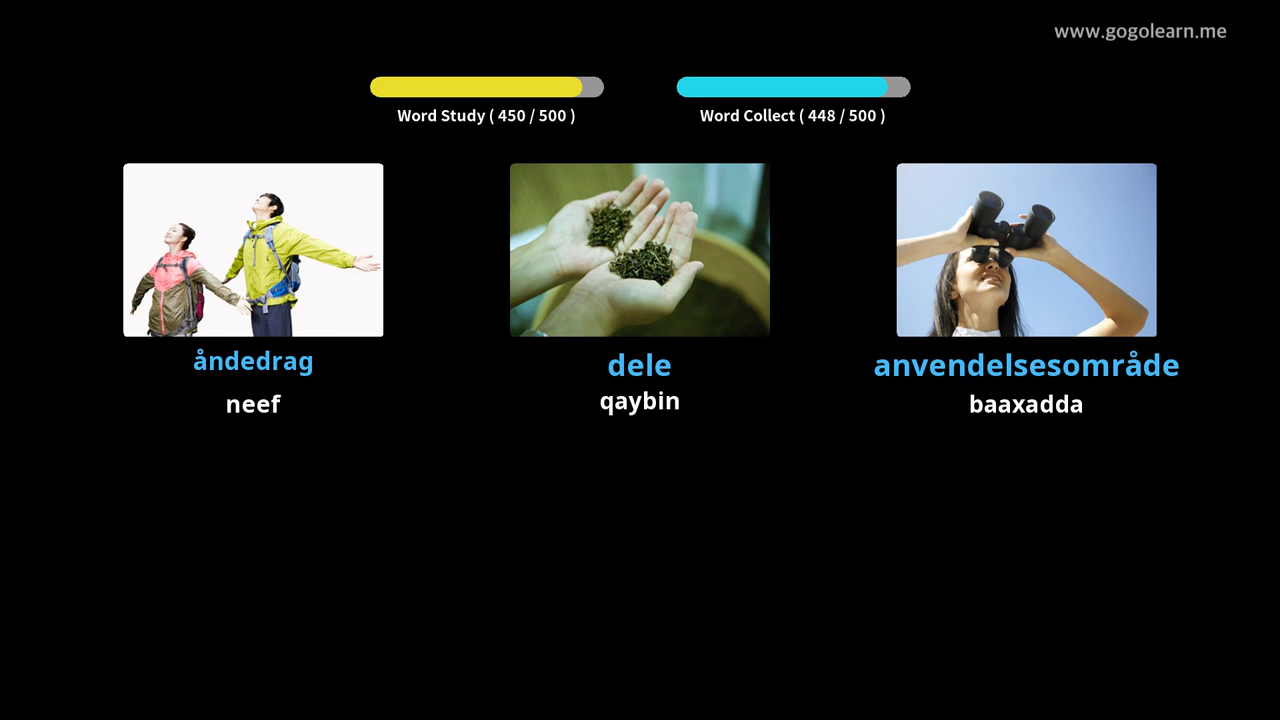 www.gogolearn.me
Word Study ( 450 / 500 )
Word Collect ( 448 / 500 )
åndedrag
dele
anvendelsesområde
neef
qaybin
baaxadda